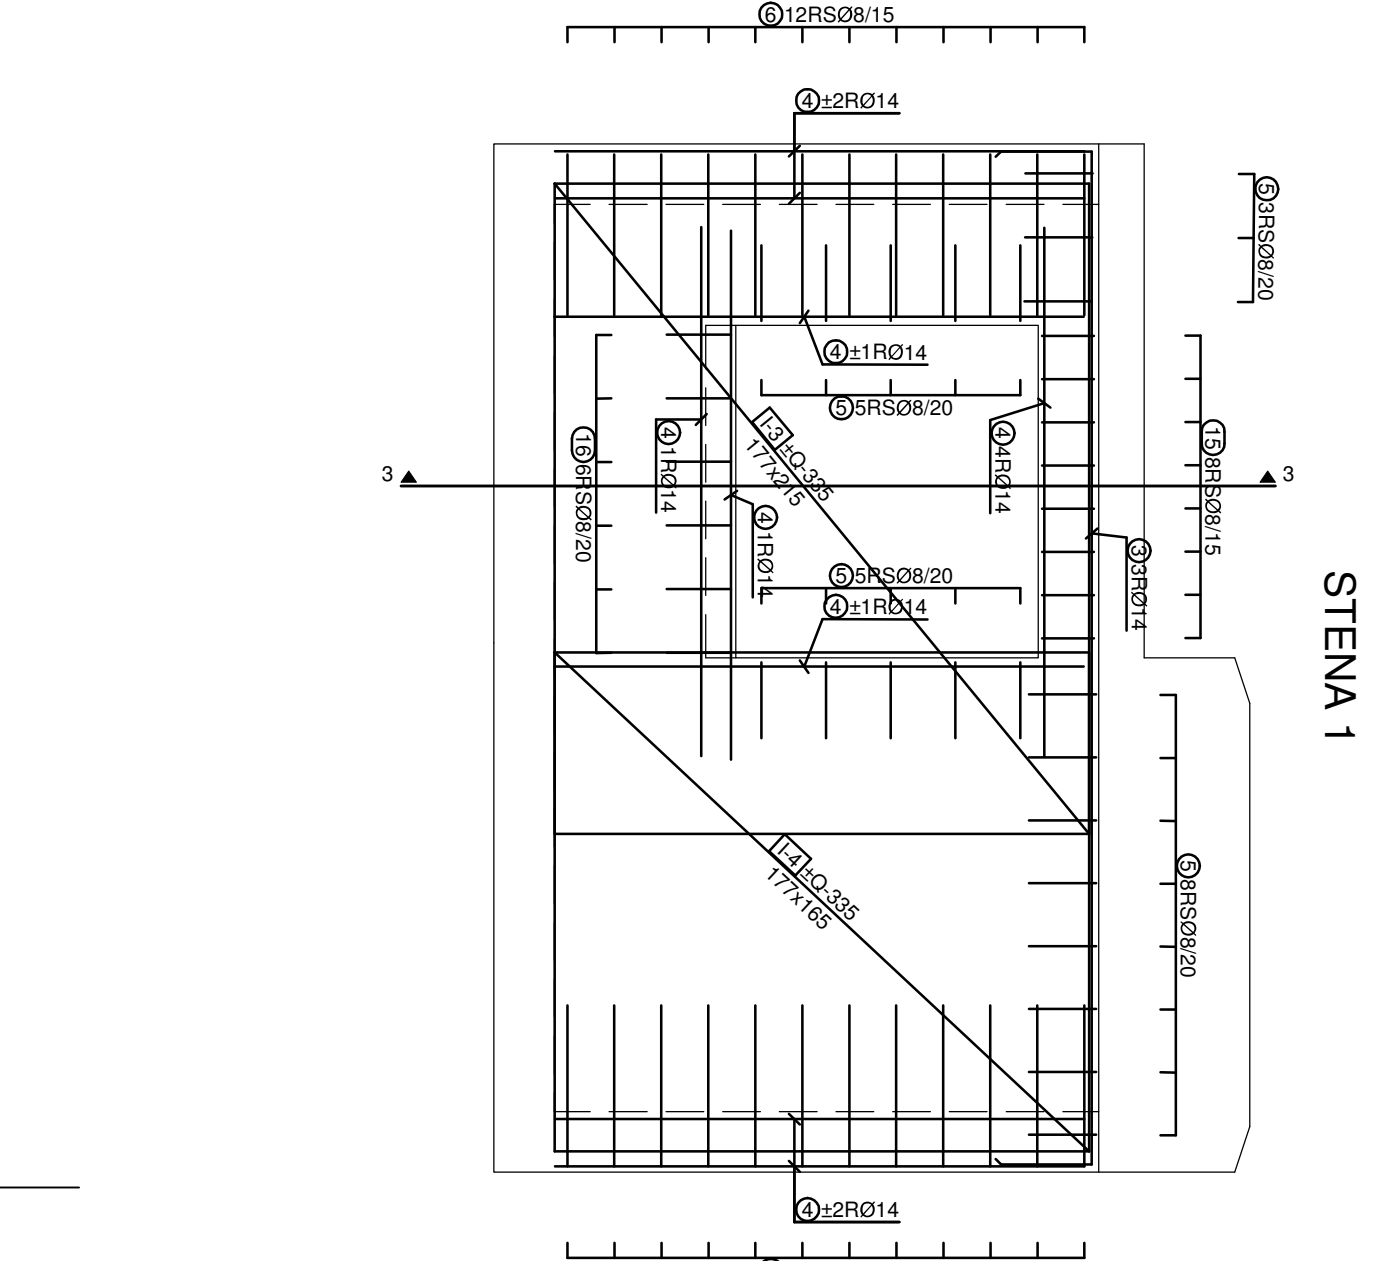 ⑥12RSØ8/15
④±2RØ14
⑤3RSØ8/20
④±1RØ14
⑤5RSØ8/20
I-3 ±Q-335
177x215
④1RØ14
④4RØ14
⑯6RSØ8/20
⑮8RSØ8/15
3 3
④1RØ14
③3RØ14
⑤5RSØ8/20
④±1RØ14
STENA 1
I-4 ±Q-335
177x165
⑤8RSØ8/20
④±2RØ14